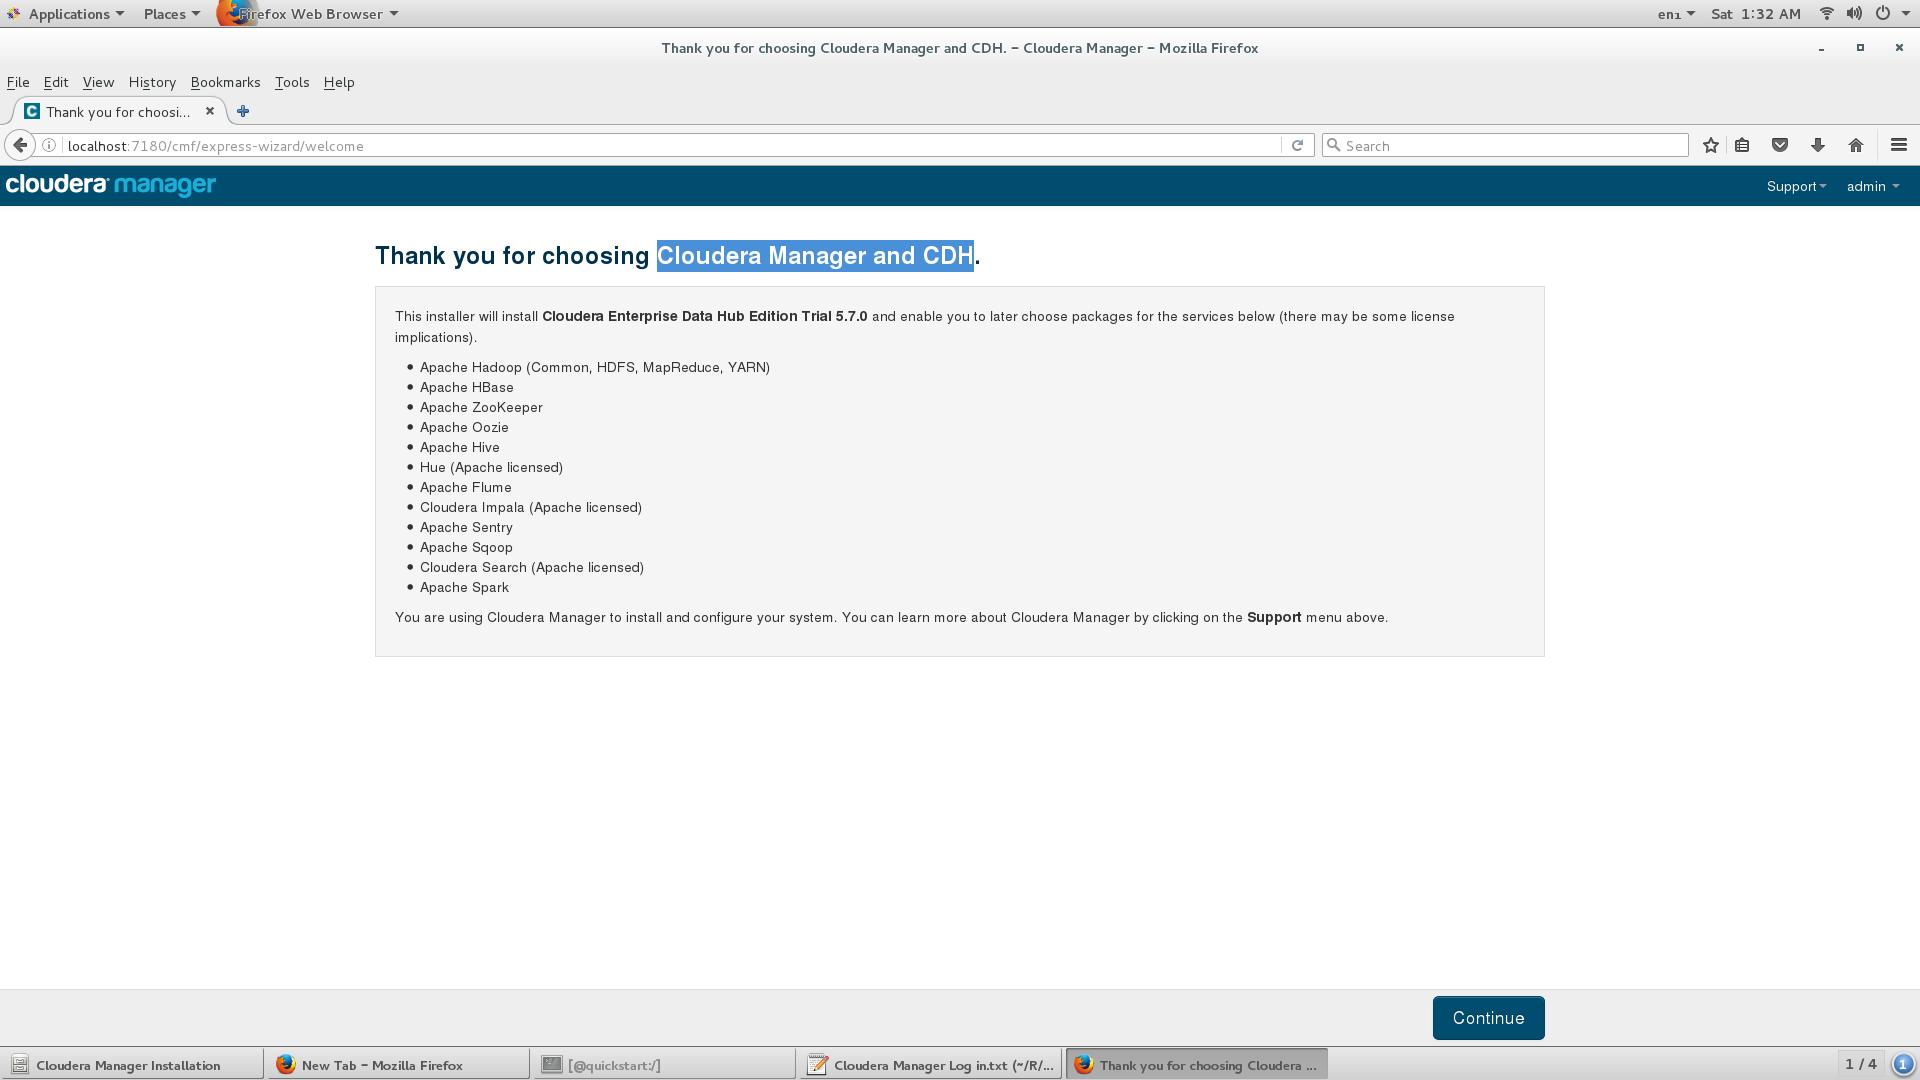 Applications Places Firefox Web Browser en1 Sat 1:32 AM
Thank you for choosing Cloudera Manager and CDH. - Cloudera Manager - Mozilla Firefox
File Edit View History Bookmarks Tools Help
Thank you for choosi...
localhost:7180/cmf/express-wizard/welcome Search
cloudera manager Support admin
Thank you for choosing Cloudera Manager and CDH.
This installer will install Cloudera Enterprise Data Hub Edition Trial 5.7.0 and enable you to later choose packages for the services below (there may be some license
implications).
Apache Hadoop (Common, HDFS, MapReduce, YARN)
Apache HBase
Apache ZooKeeper
Apache Oozie
Apache Hive
Hue (Apache licensed)
Apache Flume
Cloudera Impala (Apache licensed)
Apache Sentry
Apache Sqoop
Cloudera Search (Apache licensed)
Apache Spark
You are using Cloudera Manager to install and configure your system. You can learn more about Cloudera Manager by clicking on the Support menu above.
Continue
Cloudera Manager Installation New Tab - Mozilla Firefox [@quickstart:/] Cloudera Manager Log in.txt (~/R/... Thank you for choosing Cloudera ... 1 / 4 1